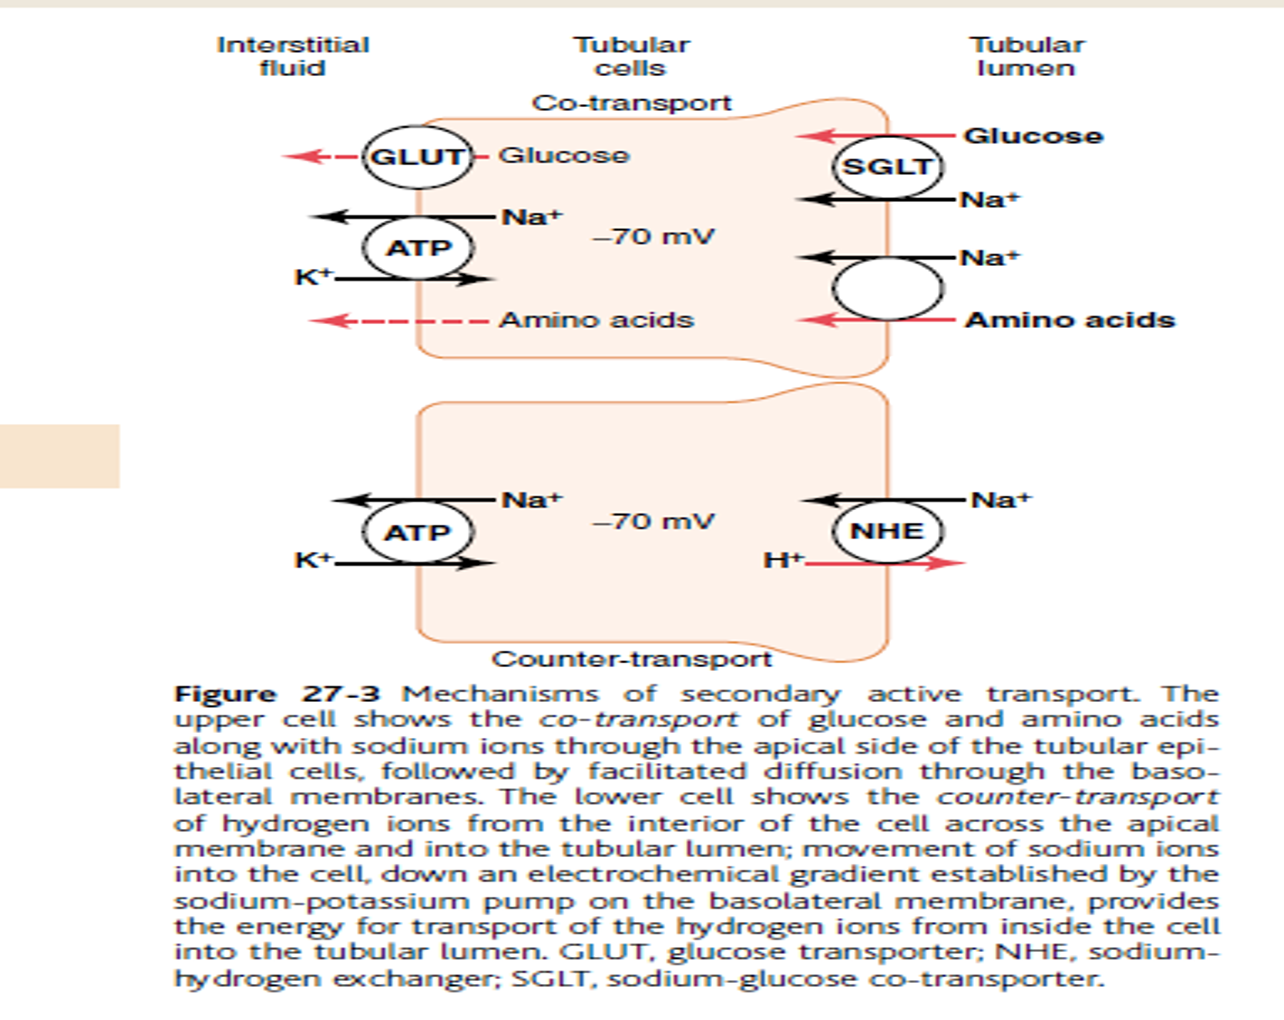 Interstitial fluid
Tubular cells
Tubular lumen
Co-transport
GLUT
Glucose
SGLT
Glucose
Na+
Na+
ATP
K+
–70 mV
Na+
Amino acids
Amino acids
Na+
ATP
K+
–70 mV
Na+
NHE
H+
Counter-transport
Figure 27-3 Mechanisms of secondary active transport. The
upper cell shows the co-transport of glucose and amino acids
along with sodium ions through the apical side of the tubular epi-
thelial cells, followed by facilitated diffusion through the baso-
lateral membranes. The lower cell shows the counter-transport
of hydrogen ions from the interior of the cell across the apical
membrane and into the tubular lumen; movement of sodium ions
into the cell, down an electrochemical gradient established by the
sodium-potassium pump on the basolateral membrane, provides
the energy for transport of the hydrogen ions from inside the cell
into the tubular lumen. GLUT, glucose transporter; NHE, sodium-
hydrogen exchanger; SGLT, sodium-glucose co-transporter.